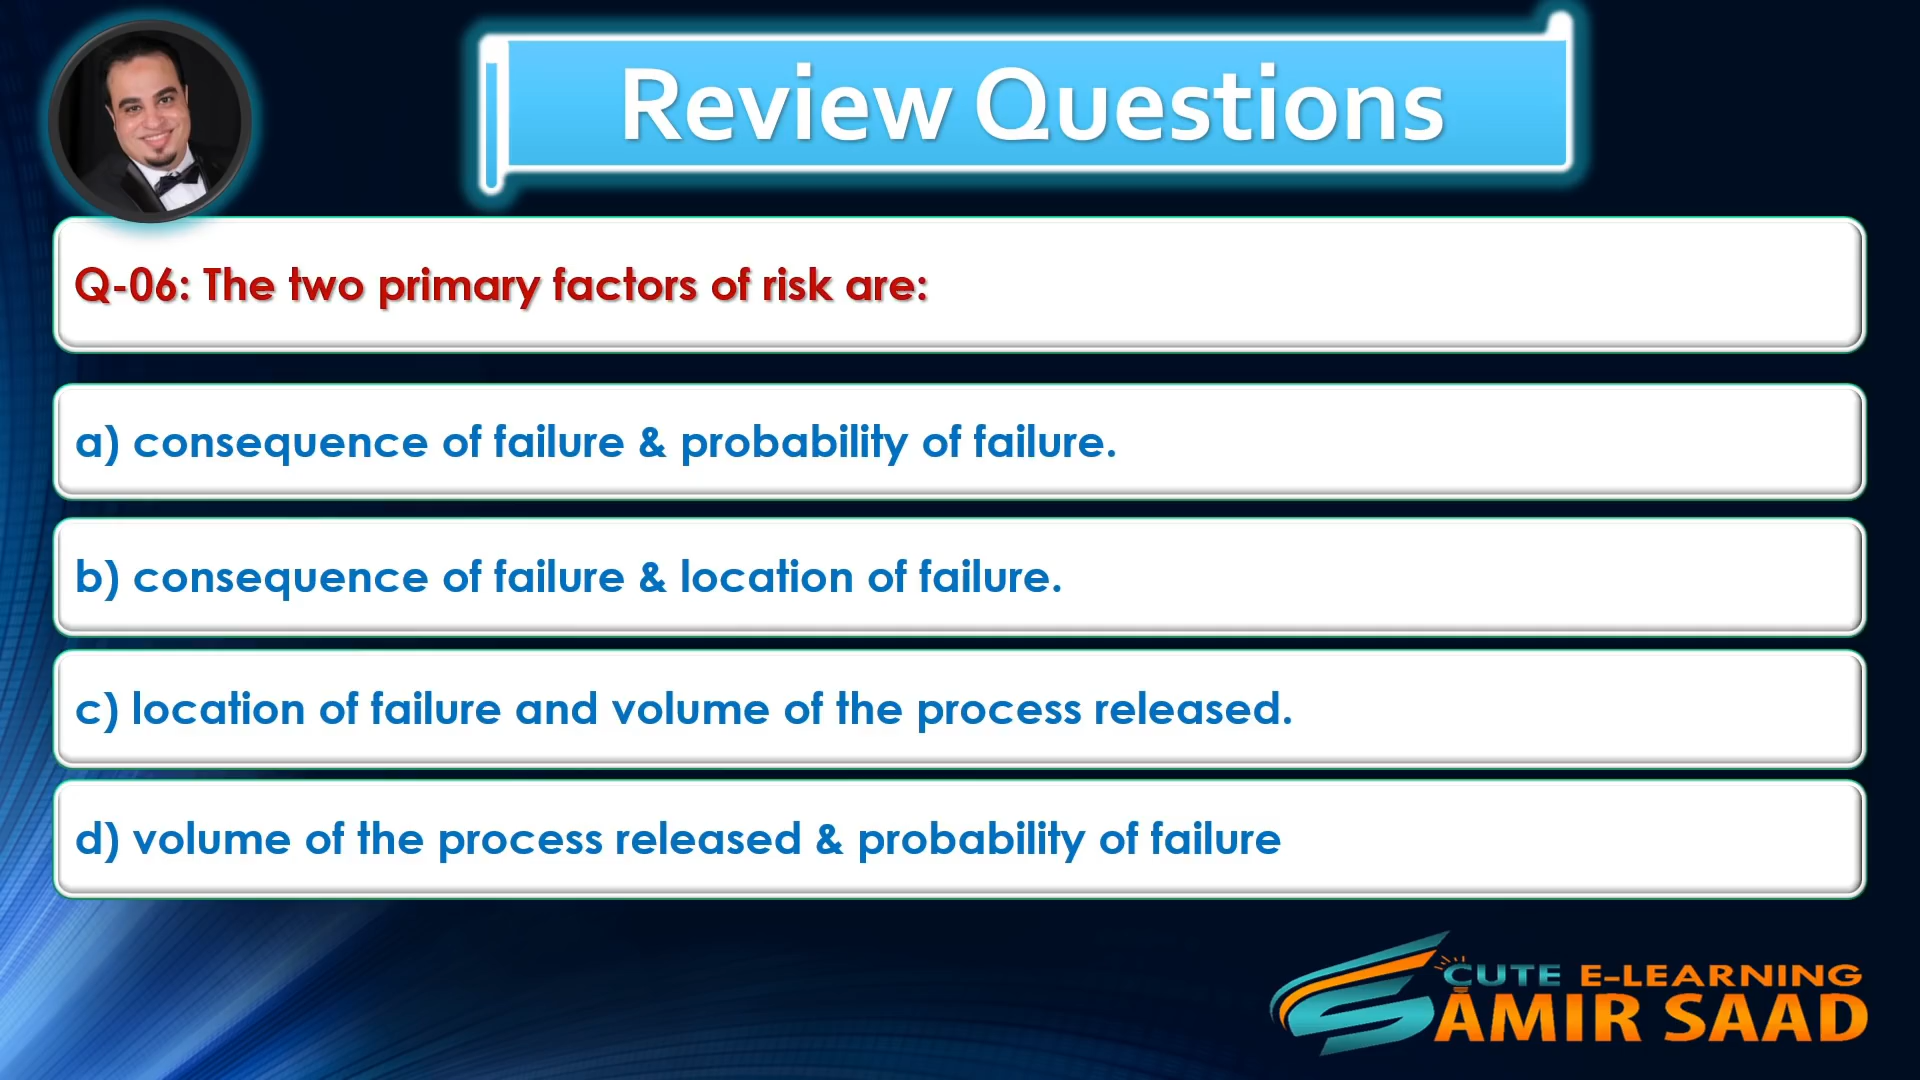 Review Questions
Q-06: The two primary factors of risk are:
a) consequence of failure & probability of failure.
b) consequence of failure & location of failure.
c) location of failure and volume of the process released.
d) volume of the process released & probability of failure
CUTE E-LEARNING
AMIR SAAD